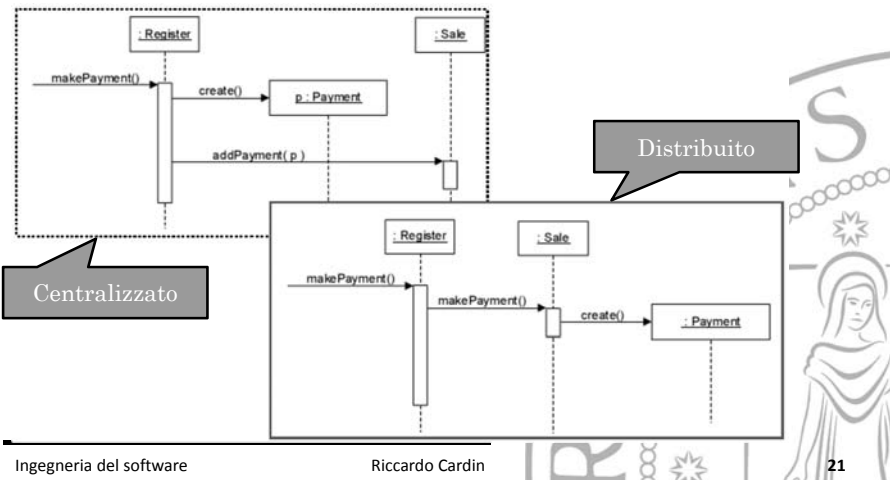 : Register
: Sale
makePayment()
create()
p : Payment
addPayment( p )
Centralizzato
Distribuito
: Register
: Sale
makePayment()
makePayment()
create()
: Payment
Ingegneria del software
Riccardo Cardin
21
S
R